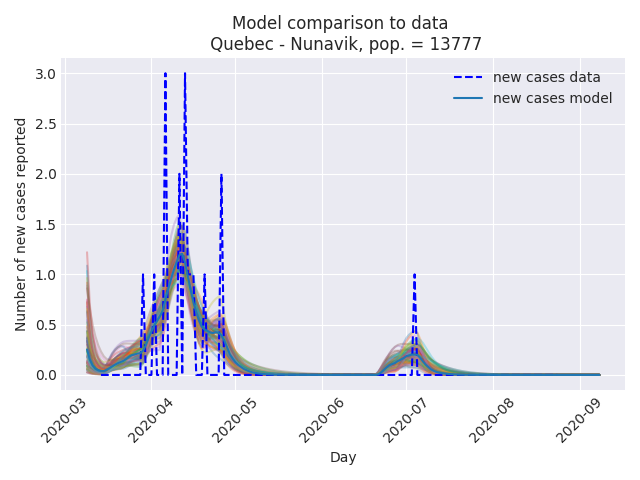 Model comparison to data
Quebec - Nunavik, pop. = 13777
new cases data
new cases model
Number of new cases reported
3.0
2.5
2.0
1.5
1.0
0.5
0.0
2020-03
2020-04
2020-05
2020-06
2020-07
2020-08
2020-09
Day